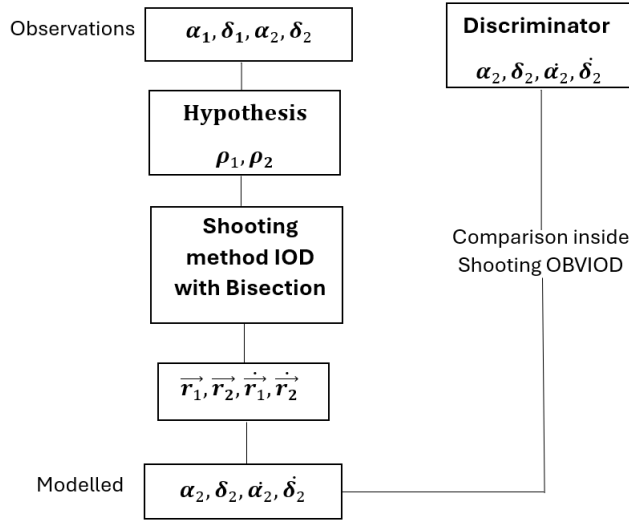 Observations
α₁, δ₁, α₂, δ₂
Hypothesis
ρ₁, ρ₂
Shooting
method IOD
with Bisection
r⃗₁, r⃗₂, ṙ⃗₁, ṙ⃗₂
Modelled
α₂, δ₂, α̇₂, δ̇₂
Discriminator
α₂, δ₂, α̇₂, δ̇₂
Comparison inside
Shooting OBVIOD